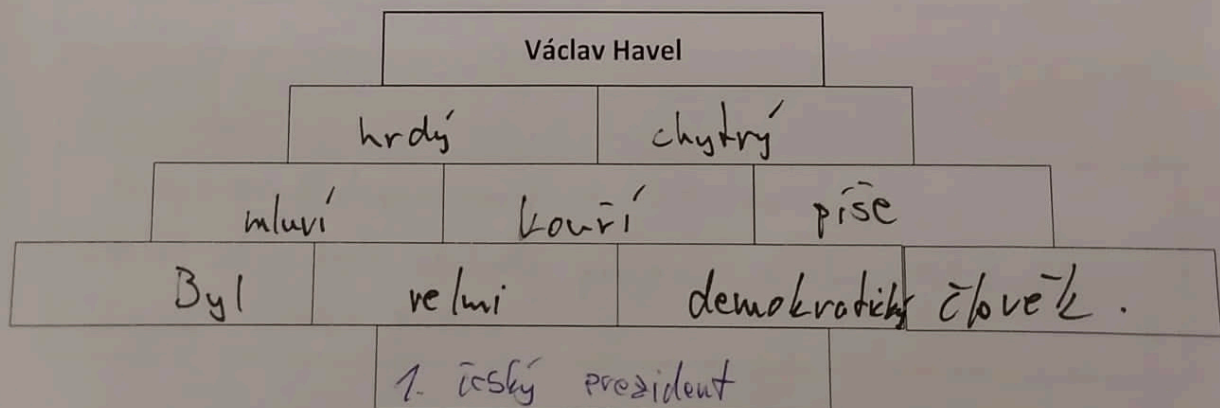 Václav Havel
hrdý chytrý
mluví kouří píše
Byl velmi demokratický člověk.
1. český prezident